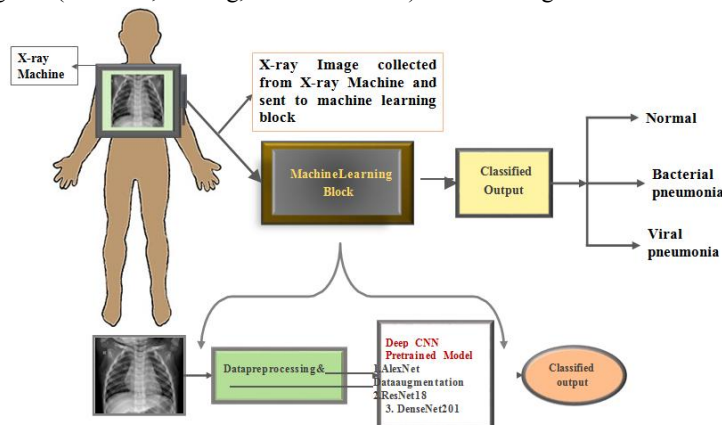 X-ray
Machine
X-ray Image collected
from X-ray Machine and
sent to machine learning
block
MachineLearning
Block
Classified
Output
Normal
Bacterial
pneumonia
Viral
pneumonia
Datapreprocessing&
Deep CNN
Pretrained Model
1.AlexNet
Dataaugmentation
2.ResNet18
3. DenseNet201
Classified
output